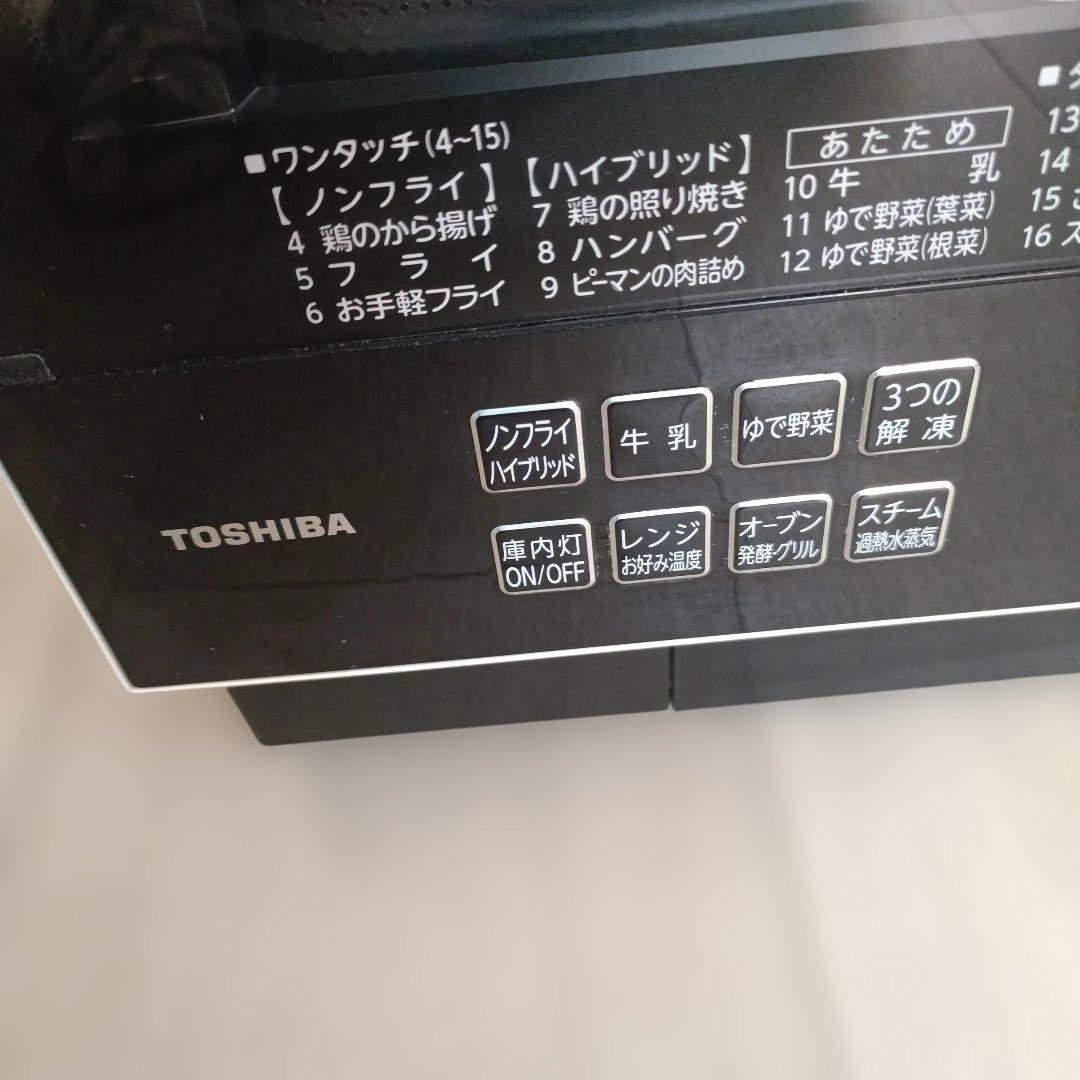 ■ワンタッチ(4~15)
【ノンフライ】
4 鶏のから揚げ
5 フライ
6 お手軽フライ
【ハイブリッド】
7 鶏の照り焼き
8 ハンバーグ
9 ピーマンの肉詰め
あたため
10 牛乳
11 ゆで野菜(葉菜)
12 ゆで野菜(根菜)
13
14
15
16
ノンフライ
ハイブリッド
牛乳
ゆで野菜
3つの
解凍
TOSHIBA
庫内灯
ON/OFF
レンジ
お好み温度
オーブン
発酵・グリル
スチーム
過熱水蒸気